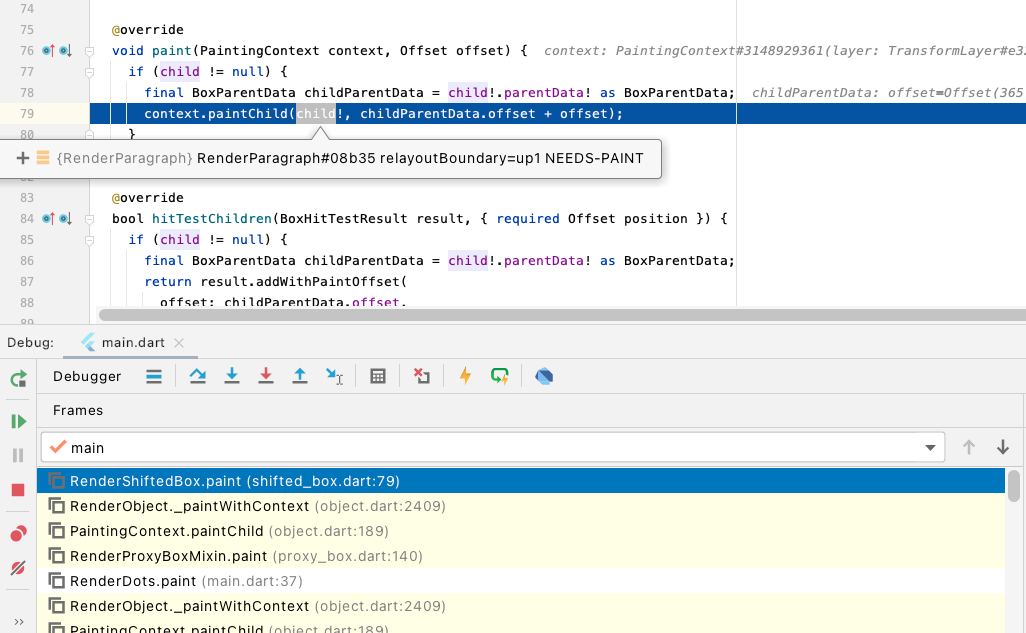 74
75 @override
76 void paint(PaintingContext context, Offset offset) { context: PaintingContext#3148929361(layer: TransformLayer#e32
77 if (child != null) {
78 final BoxParentData childParentData = child!.parentData! as BoxParentData; childParentData: offset=Offset(365
79 context.paintChild(child!, childParentData.offset + offset);
80 }
{RenderParagraph} RenderParagraph#08b35 relayoutBoundary=up1 NEEDS-PAINT
83 @override
84 bool hitTestChildren(BoxHitTestResult result, { required Offset position }) {
85 if (child != null) {
86 final BoxParentData childParentData = child!.parentData! as BoxParentData;
87 return result.addWithPaintOffset(
88 offset: childParentData.offset,
89
Debug: main.dart
Debugger
Frames
main
RenderShiftedBox.paint (shifted_box.dart:79)
RenderObject._paintWithContext (object.dart:2409)
PaintingContext.paintChild (object.dart:189)
RenderProxyBoxMixin.paint (proxy_box.dart:140)
RenderDots.paint (main.dart:37)
RenderObject._paintWithContext (object.dart:2409)
PaintingContext.paintChild (object.dart:189)